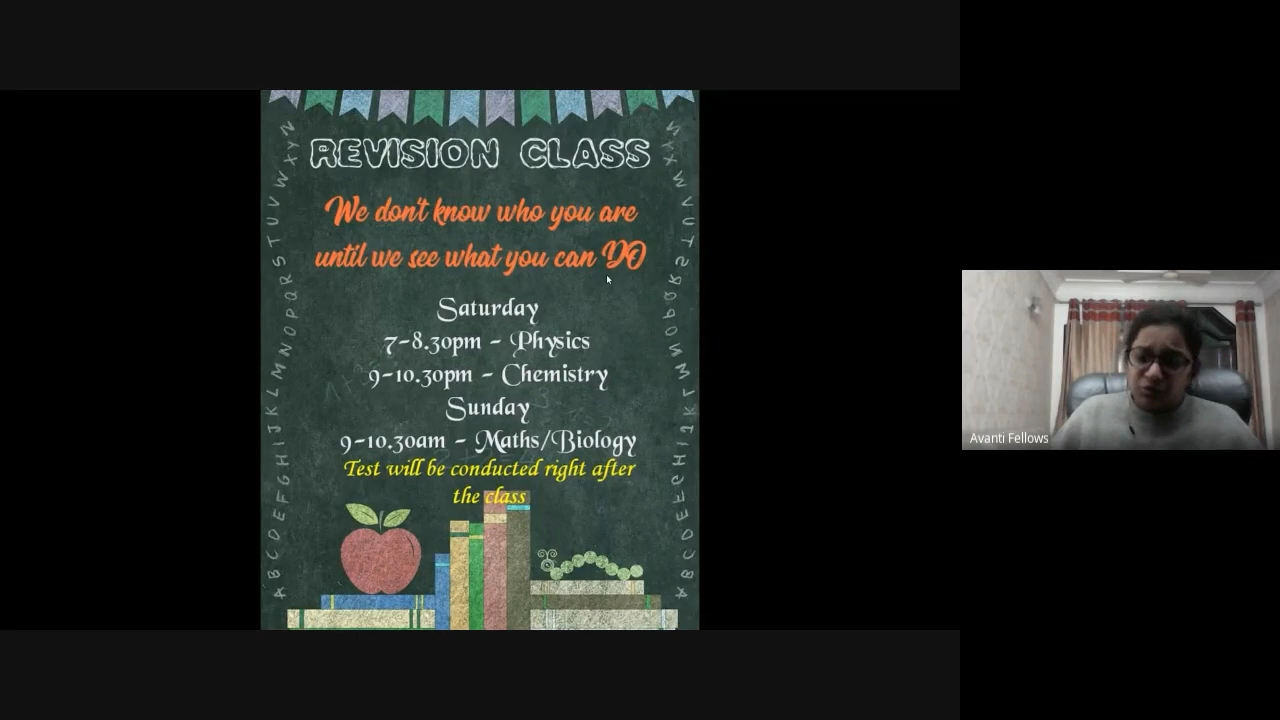 REVISION CLASS
We don't know who you are
until we see what you can DO
Saturday
7-8.30pm - Physics
9-10.30pm - Chemistry
Sunday
9-10.30am - Maths/Biology
Test will be conducted right after
the class
A B C D E F G H I J K L M N O P Q R S T U V W X Y N
Avanti Fellows